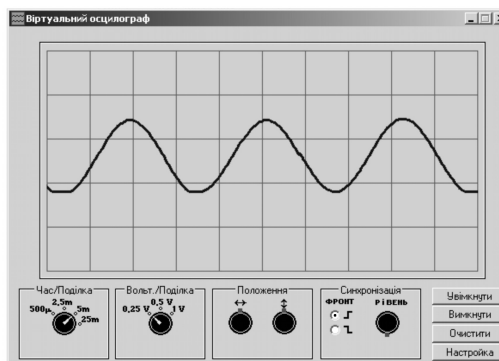 Віртуальний осцилограф
Час/Поділка
2,5m
500µ
5m
25m
Вольт./Поділка
0,5 V
0,25 V
1 V
Положення
Синхронізація
ФРОНТ
РІВЕНЬ
Увімкнути
Вимкнути
Очистити
Настройка